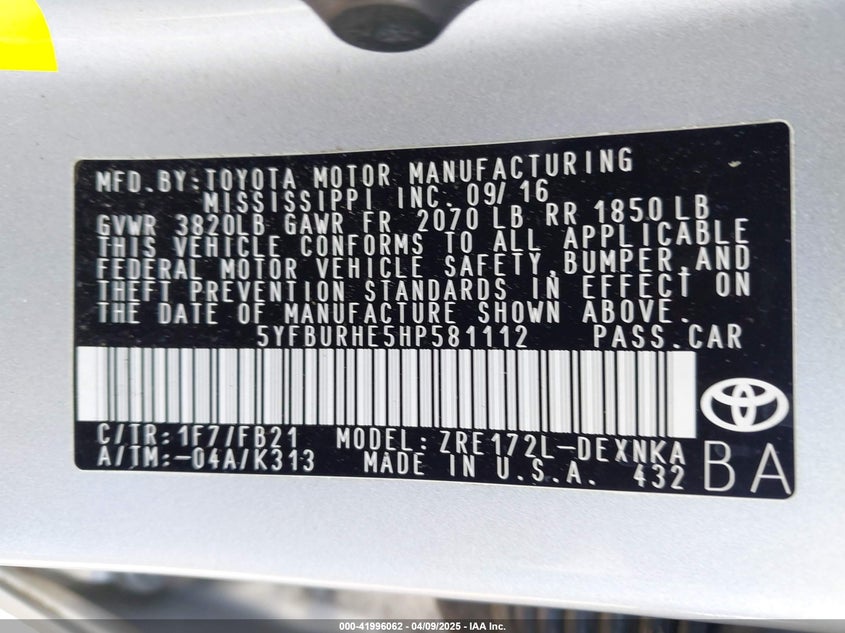 MFD.BY:TOYOTA MOTOR MANUFACTURING
MISSISSIPPI INC. 09/16
GVWR 3820LB GAWR FR 2070 LB RR 1850LB
THIS VEHICLE CONFORMS TO ALL APPLICABLE
FEDERAL MOTOR VEHICLE SAFETY,BUMPER,AND
THEFT PREVENTION STANDARDS IN EFFECT ON
THE DATE OF MANUFACTURE SHOWN ABOVE.
5YFBURHE5HP581112 PASS.CAR
C/TR:1F7/FB21 MODEL:ZRE172L-DEXNKA
A/TM:-04A/K313 MADE IN U.S.A. 432 BA
000-41996062 - 04/09/2025 - IAA Inc.